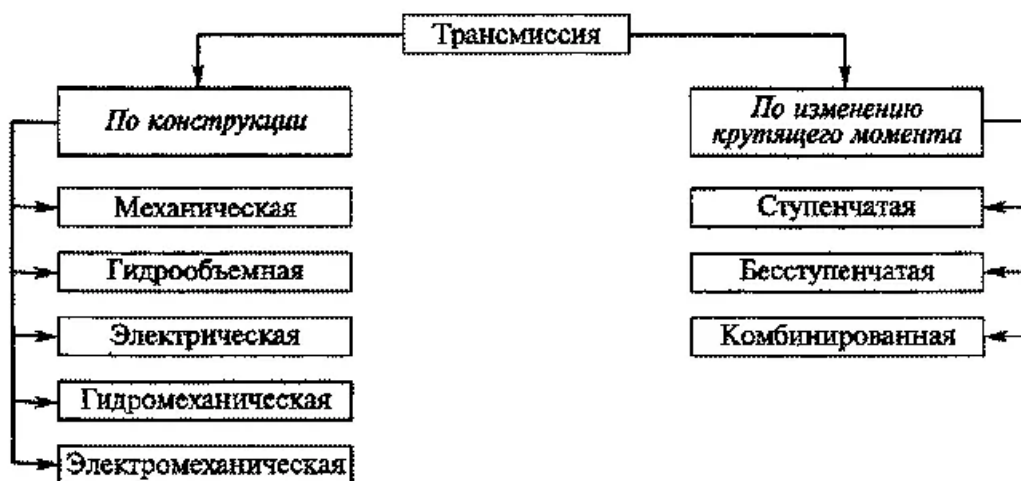 Трансмиссия
По конструкции
Механическая
Гидрообъемная
Электрическая
Гидромеханическая
Электромеханическая
По изменению
крутящего момента
Ступенчатая
Бесступенчатая
Комбинированная